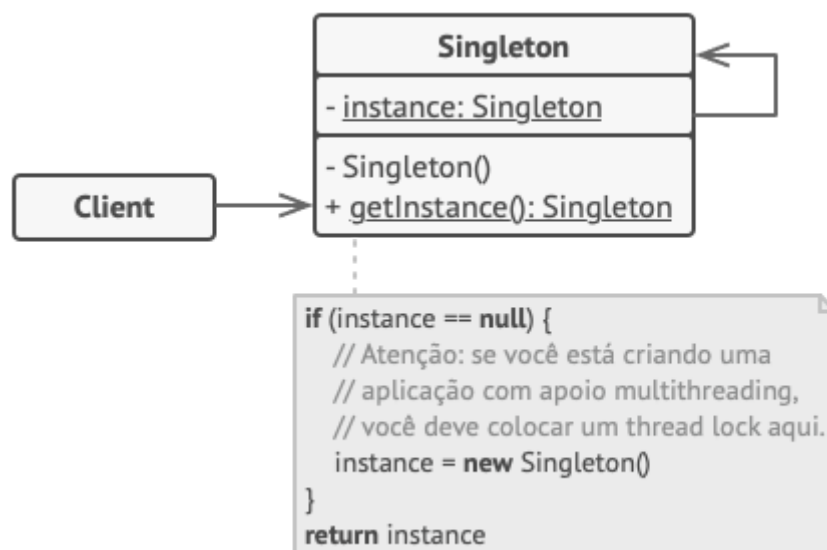 Singleton
- instance: Singleton
- Singleton()
+ getInstance(): Singleton
Client
if (instance == null) {
// Atenção: se você está criando uma
// aplicação com apoio multithreading,
// você deve colocar um thread lock aqui.
instance = new Singleton()
}
return instance